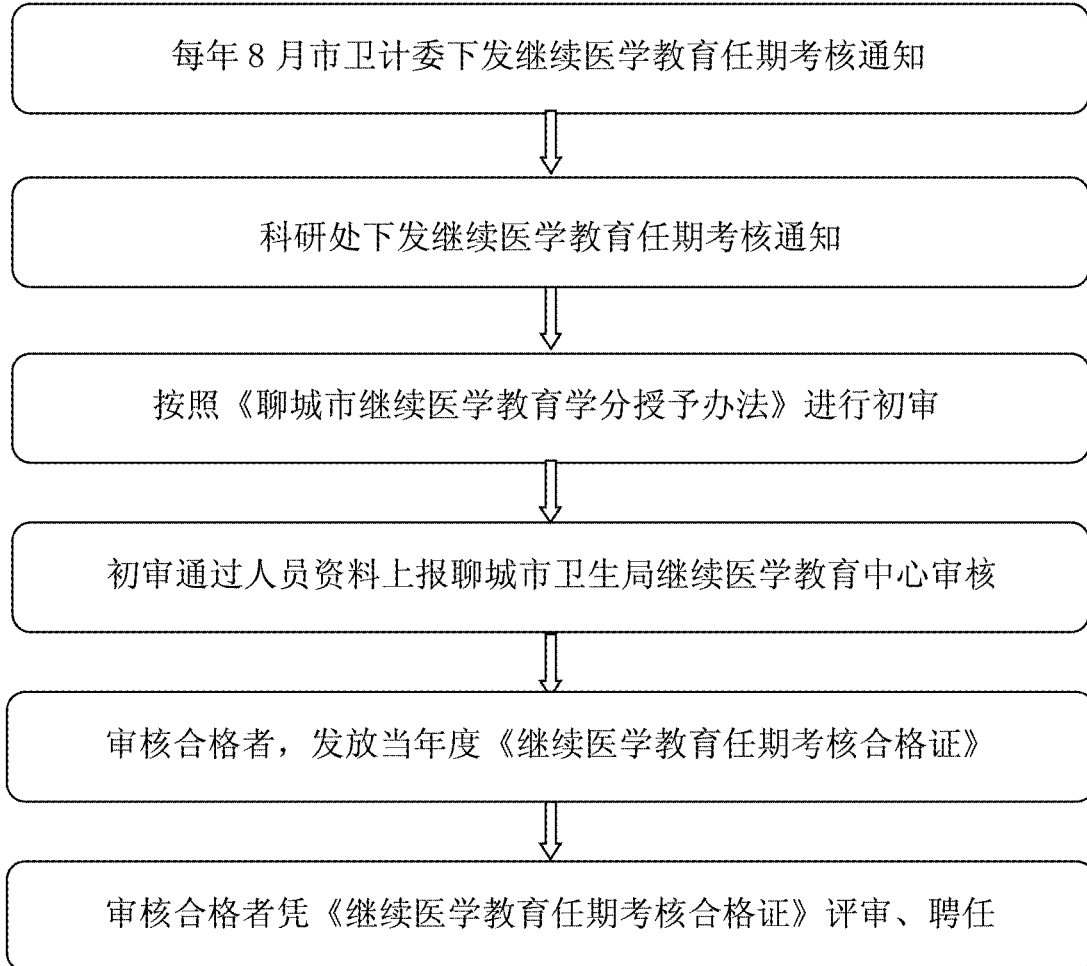 每年 8 月市卫计委下发继续医学教育任期考核通知
科研处下发继续医学教育任期考核通知
按照《聊城市继续医学教育学分授予办法》进行初审
初审通过人员资料上报聊城市卫生局继续医学教育中心审核
审核合格者，发放当年度《继续医学教育任期考核合格证》
审核合格者凭《继续医学教育任期考核合格证》评审、聘任